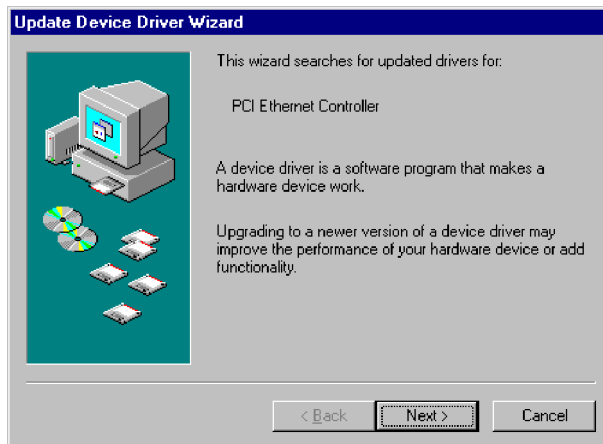 Update Device Driver Wizard
This wizard searches for updated drivers for:
PCI Ethernet Controller
A device driver is a software program that makes a
hardware device work.
Upgrading to a newer version of a device driver may
improve the performance of your hardware device or add
functionality.
< Back
Next >
Cancel